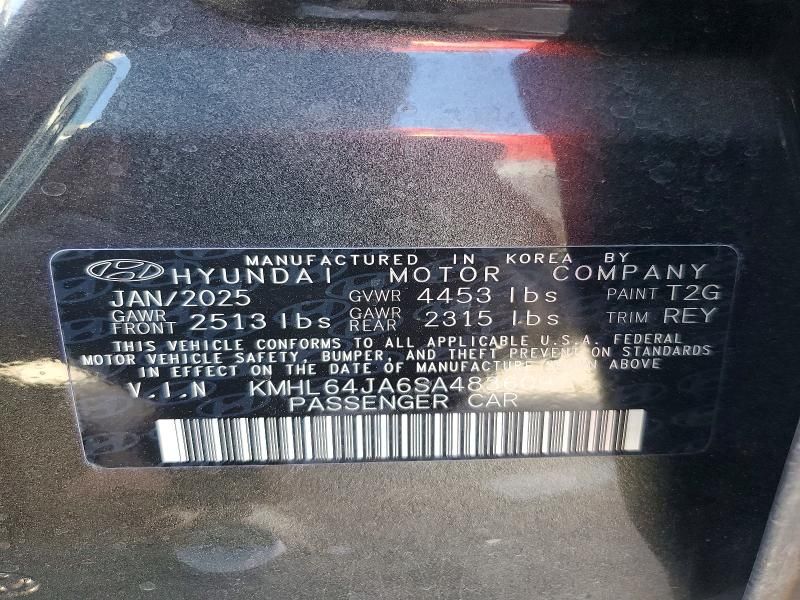 MANUFACTURED IN KOREA BY
HYUNDAI MOTOR COMPANY
JAN/2025 GVWR 4453 lbs PAINT T2G
GAWR FRONT 2513 lbs GAWR REAR 2315 lbs TRIM REY
THIS VEHICLE CONFORMS TO ALL APPLICABLE U.S.A. FEDERAL
MOTOR VEHICLE SAFETY, BUMPER, AND THEFT PREVENTION STANDARDS
IN EFFECT ON THE DATE OF MANUFACTURE SHOWN ABOVE
V.I.N
PASSENGER CAR